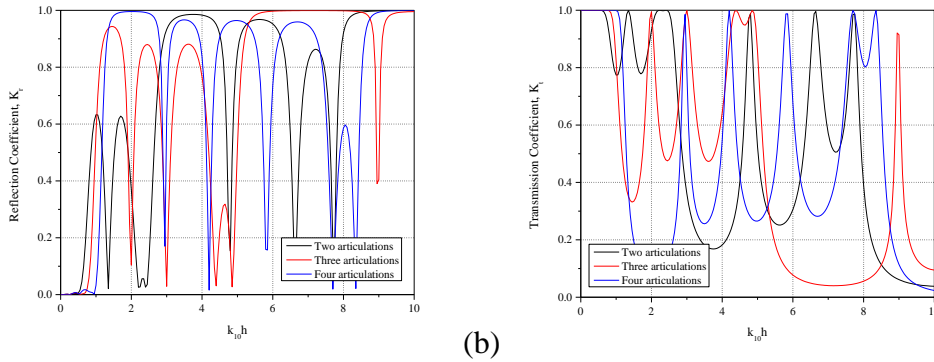 1.0
0.8
0.6
0.4
0.2
0.0
0 2 4 6 8 10
Reflection Coefficient, Kr
k10h
Two articulations
Three articulations
Four articulations
(b)
1.0
0.8
0.6
0.4
0.2
0.0
0 2 4 6 8 10
Transmission Coefficient, Kt
k10h
Two articulations
Three articulations
Four articulations